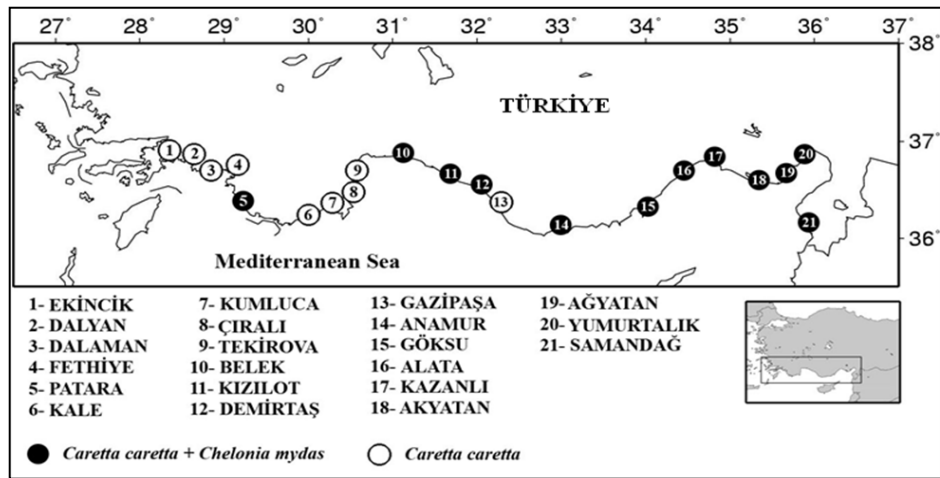 27° 28° 29° 30° 31° 32° 33° 34° 35° 36° 37°
38°
TÜRKİYE
37°
1 2 3 4 5 6 7 8 9 10 11 12 13 14 15 16 17 18 19 20 21
36°
Mediterranean Sea
1- EKİNCİK
2- DALYAN
3- DALAMAN
4- FETHİYE
5- PATARA
6- KALE
7- KUMLUCA
8- ÇIRALI
9- TEKİROVA
10- BELEK
11- KIZILOT
12- DEMİRTAŞ
13- GAZİPAŞA
14- ANAMUR
15- GÖKSU
16- ALATA
17- KAZANLI
18- AKYATAN
19- AĞYATAN
20- YUMURTALIK
21- SAMANDAĞ
Caretta caretta + Chelonia mydas
Caretta caretta